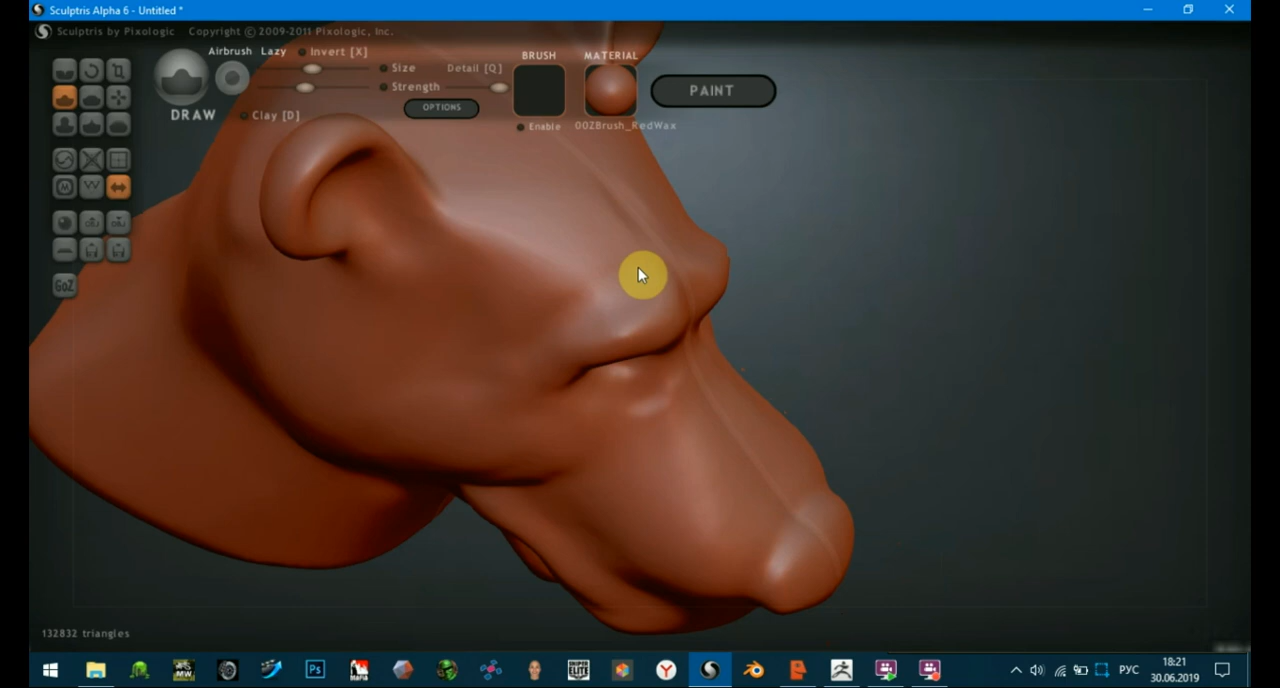 Sculptris Alpha 6 - Untitled *
Sculptris by Pixologic Copyright © 2009-2011 Pixologic, Inc.
Airbrush Lazy Invert [X]
Size Detail [Q]
Strength
OPTIONS
DRAW Clay [D]
BRUSH MATERIAL
PAINT
Enable 00ZBrush_RedWax
GoZ
132832 triangles
Ps
РУС
18:21
30.06.2019